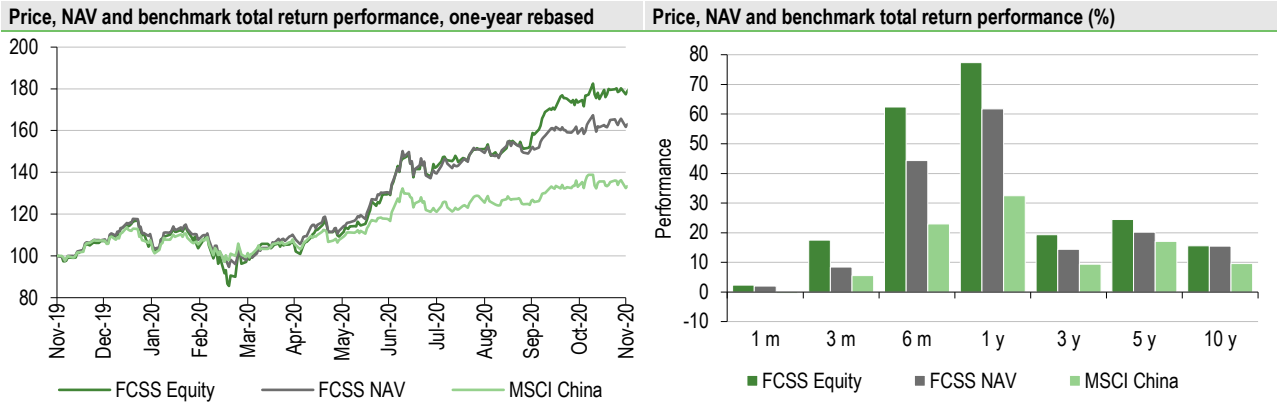 Price, NAV and benchmark total return performance, one-year rebased
200
180
160
140
120
100
80
Nov-19
Dec-19
Jan-20
Feb-20
Mar-20
Apr-20
May-20
Jun-20
Jul-20
Aug-20
Sep-20
Oct-20
Nov-20
FCSS Equity FCSS NAV MSCI China
Price, NAV and benchmark total return performance (%)
Performance
80
70
60
50
40
30
20
10
0
-10
1 m 3 m 6 m 1 y 3 y 5 y 10 y
FCSS Equity FCSS NAV MSCI China